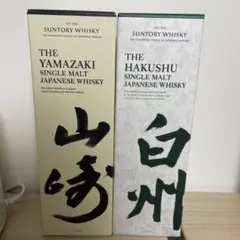 SUNTORY WHISKY
THE
YAMAZAKI
SINGLE MALT
JAPANESE WHISKY
山崎
SUNTORY WHISKY
THE
HAKUSHU
SINGLE MALT
JAPANESE WHISKY
白州